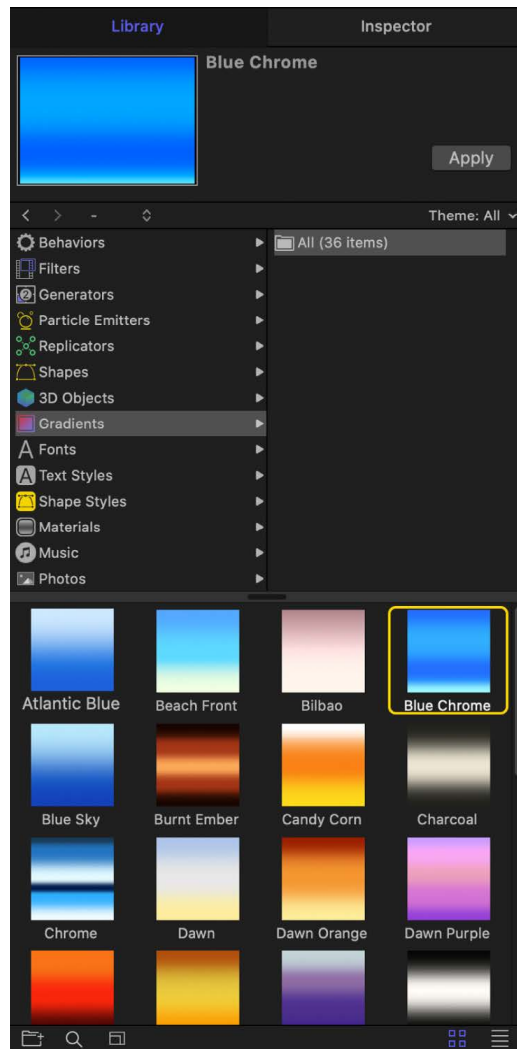 Library Inspector
Blue Chrome
Apply
Theme: All
Behaviors
All (36 items)
Filters
Generators
Particle Emitters
Replicators
Shapes
3D Objects
Gradients
Fonts
Text Styles
Shape Styles
Materials
Music
Photos
Atlantic Blue Beach Front Bilbao Blue Chrome
Blue Sky Burnt Ember Candy Corn Charcoal
Chrome Dawn Dawn Orange Dawn Purple